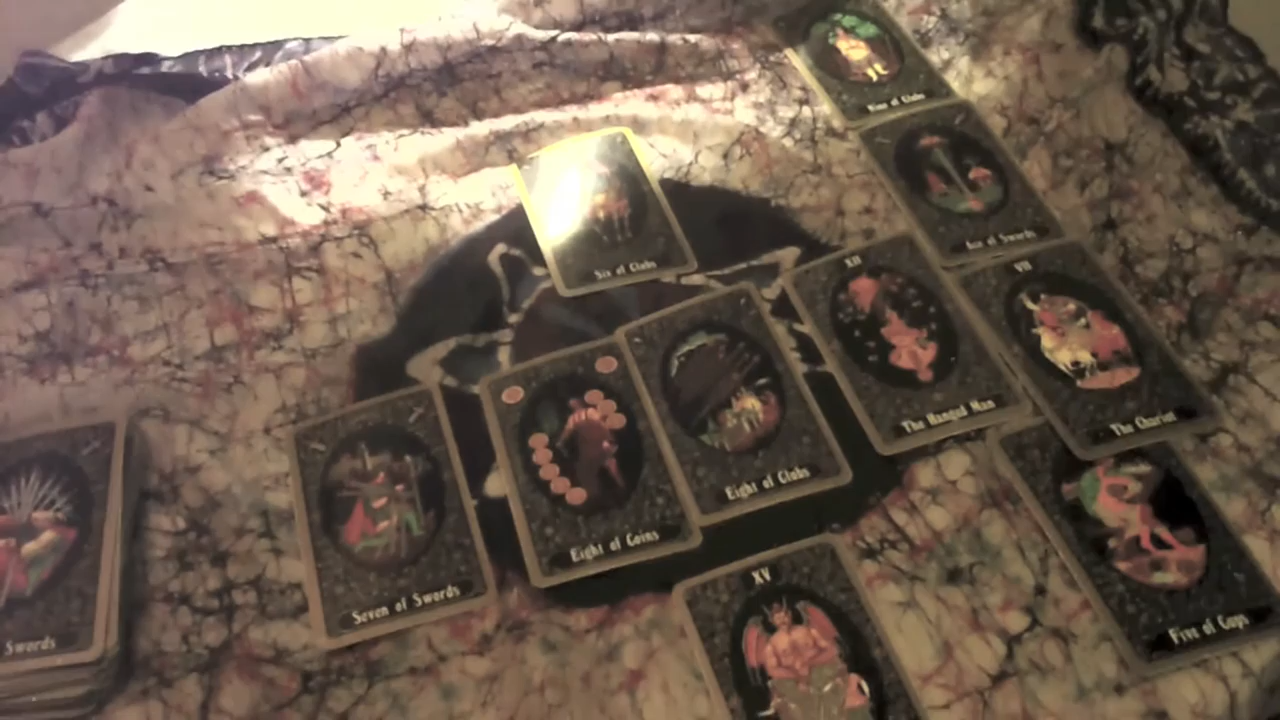 Nine of Clubs
Ace of Swords
Six of Clubs
XII
The Hanged Man
VII
The Chariot
Eight of Clubs
Eight of Coins
Seven of Swords
Swords
XV
Five of Cups